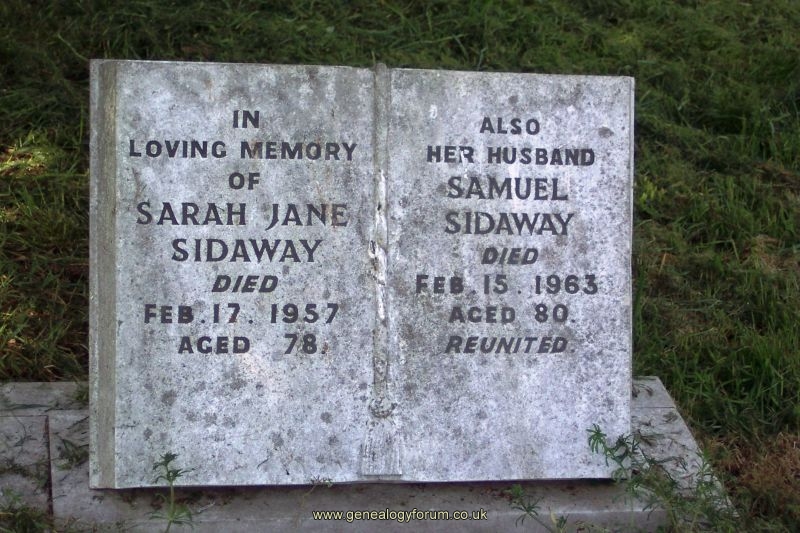 IN
LOVING MEMORY
OF
SARAH JANE
SIDAWAY
DIED
FEB. 17. 1957
AGED 78.
ALSO
HER HUSBAND
SAMUEL
SIDAWAY
DIED
FEB. 15. 1963
AGED 80
REUNITED.
www.genealogyforum.co.uk